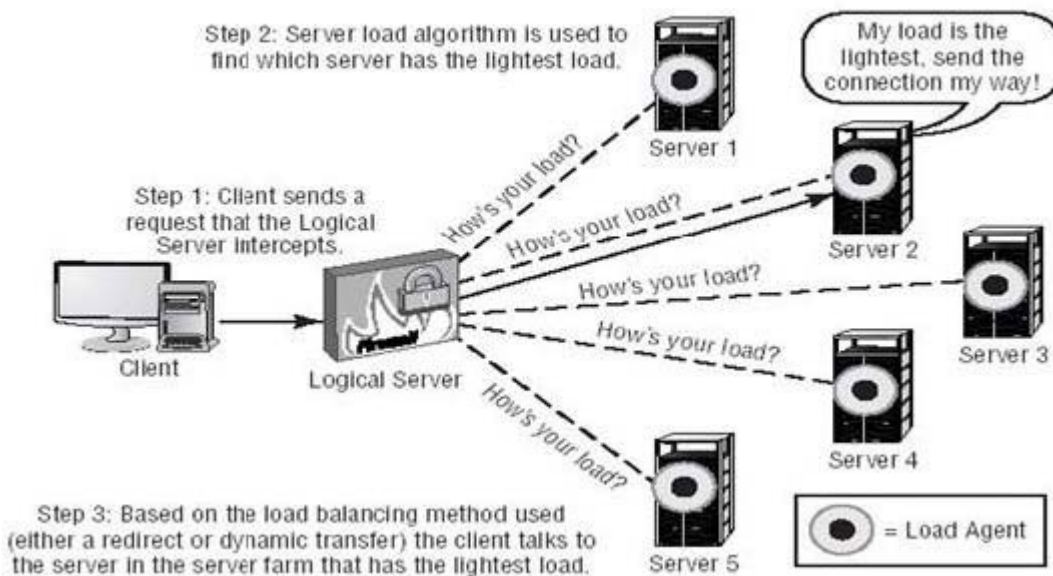 Step 2: Server load algorithm is used to
find which server has the lightest load.
My load is the
lightest, send the
connection my way!
Server 1
How's your load?
Step 1: Client sends a
request that the Logical
Server intercepts.
How's your load?
Server 2
How's your load?
Server 3
How's your load?
Firewall
Client
Logical Server
How's your load?
Server 4
Server 5
Step 3: Based on the load balancing method used
(either a redirect or dynamic transfer) the client talks to
the server in the server farm that has the lightest load.
= Load Agent